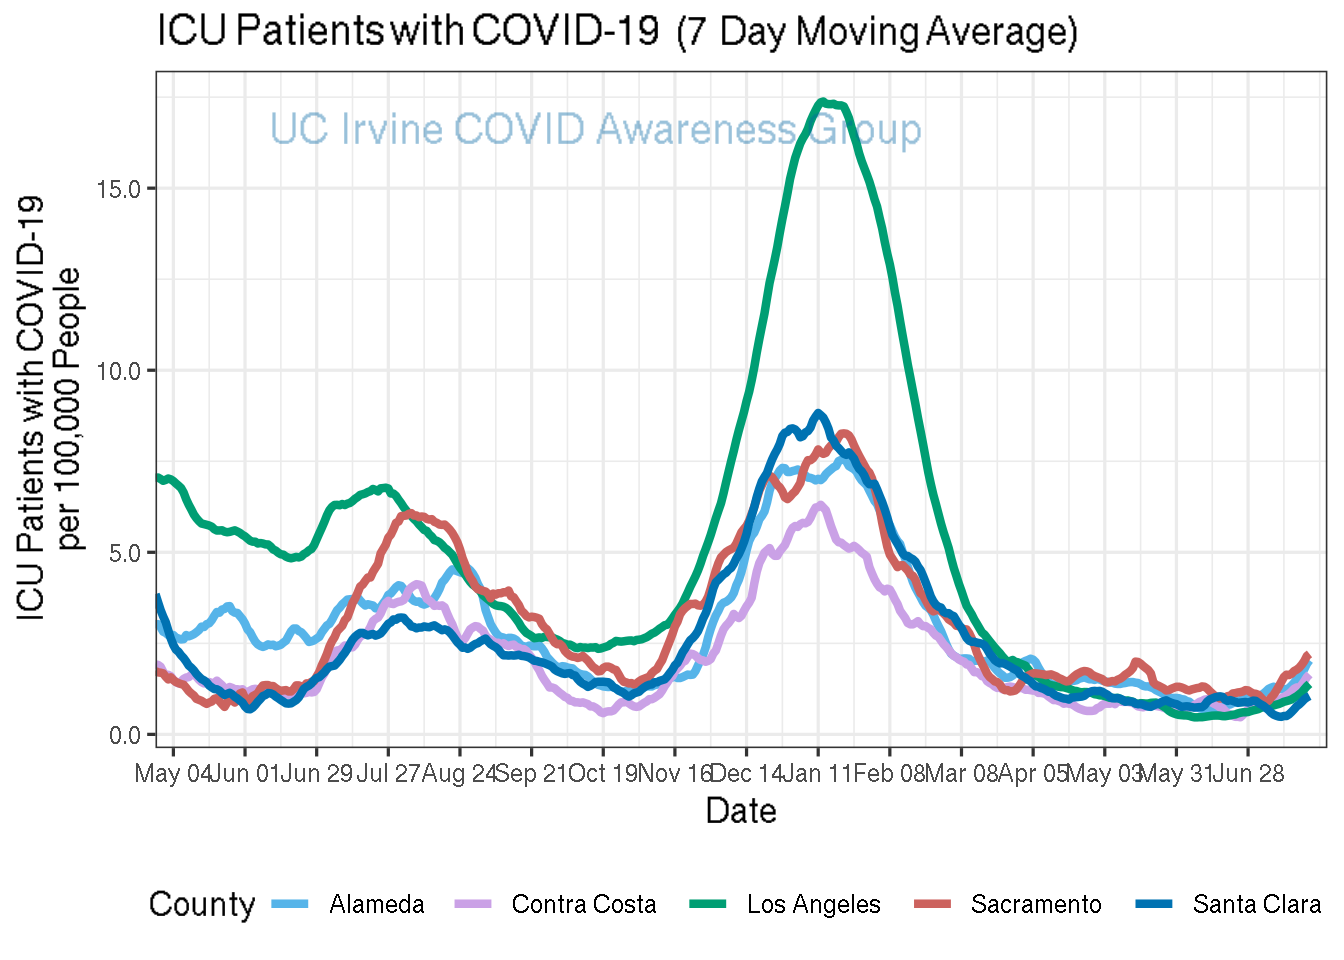 ICU Patients with COVID-19 (7 Day Moving Average)
UC Irvine COVID Awareness Group
ICU Patients with COVID-19
per 100,000 People
15.0
10.0
5.0
0.0
May 04 Jun 01 Jun 29 Jul 27 Aug 24 Sep 21 Oct 19 Nov 16 Dec 14 Jan 11 Feb 08 Mar 08 Apr 05 May 03 May 31 Jun 28
Date
County Alameda Contra Costa Los Angeles Sacramento Santa Clara